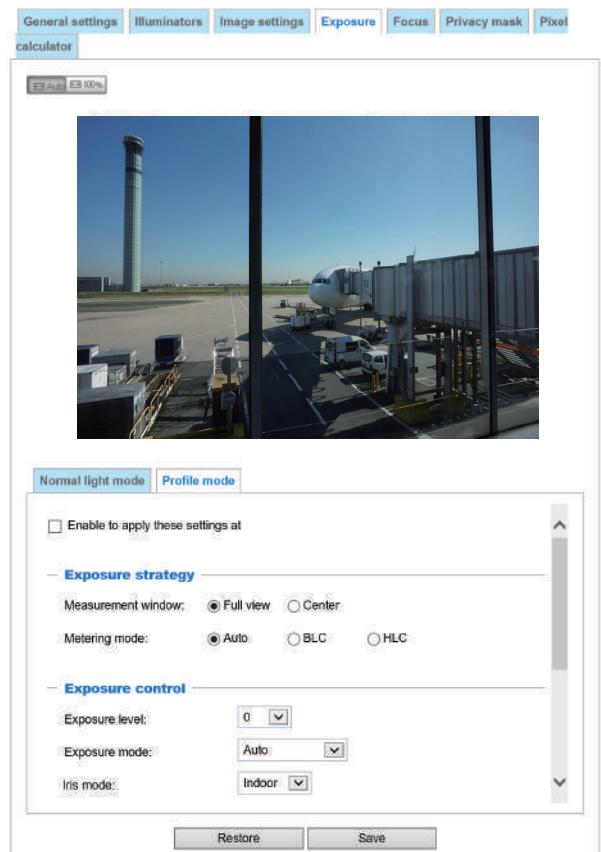 General settings Illuminators Image settings Exposure Focus Privacy mask Pixel
calculator
Auto 100%
Normal light mode Profile mode
Enable to apply these settings at
Exposure strategy
Measurement window: Full view Center
Metering mode: Auto BLC HLC
Exposure control
Exposure level: 0
Exposure mode: Auto
Iris mode: Indoor
Restore Save